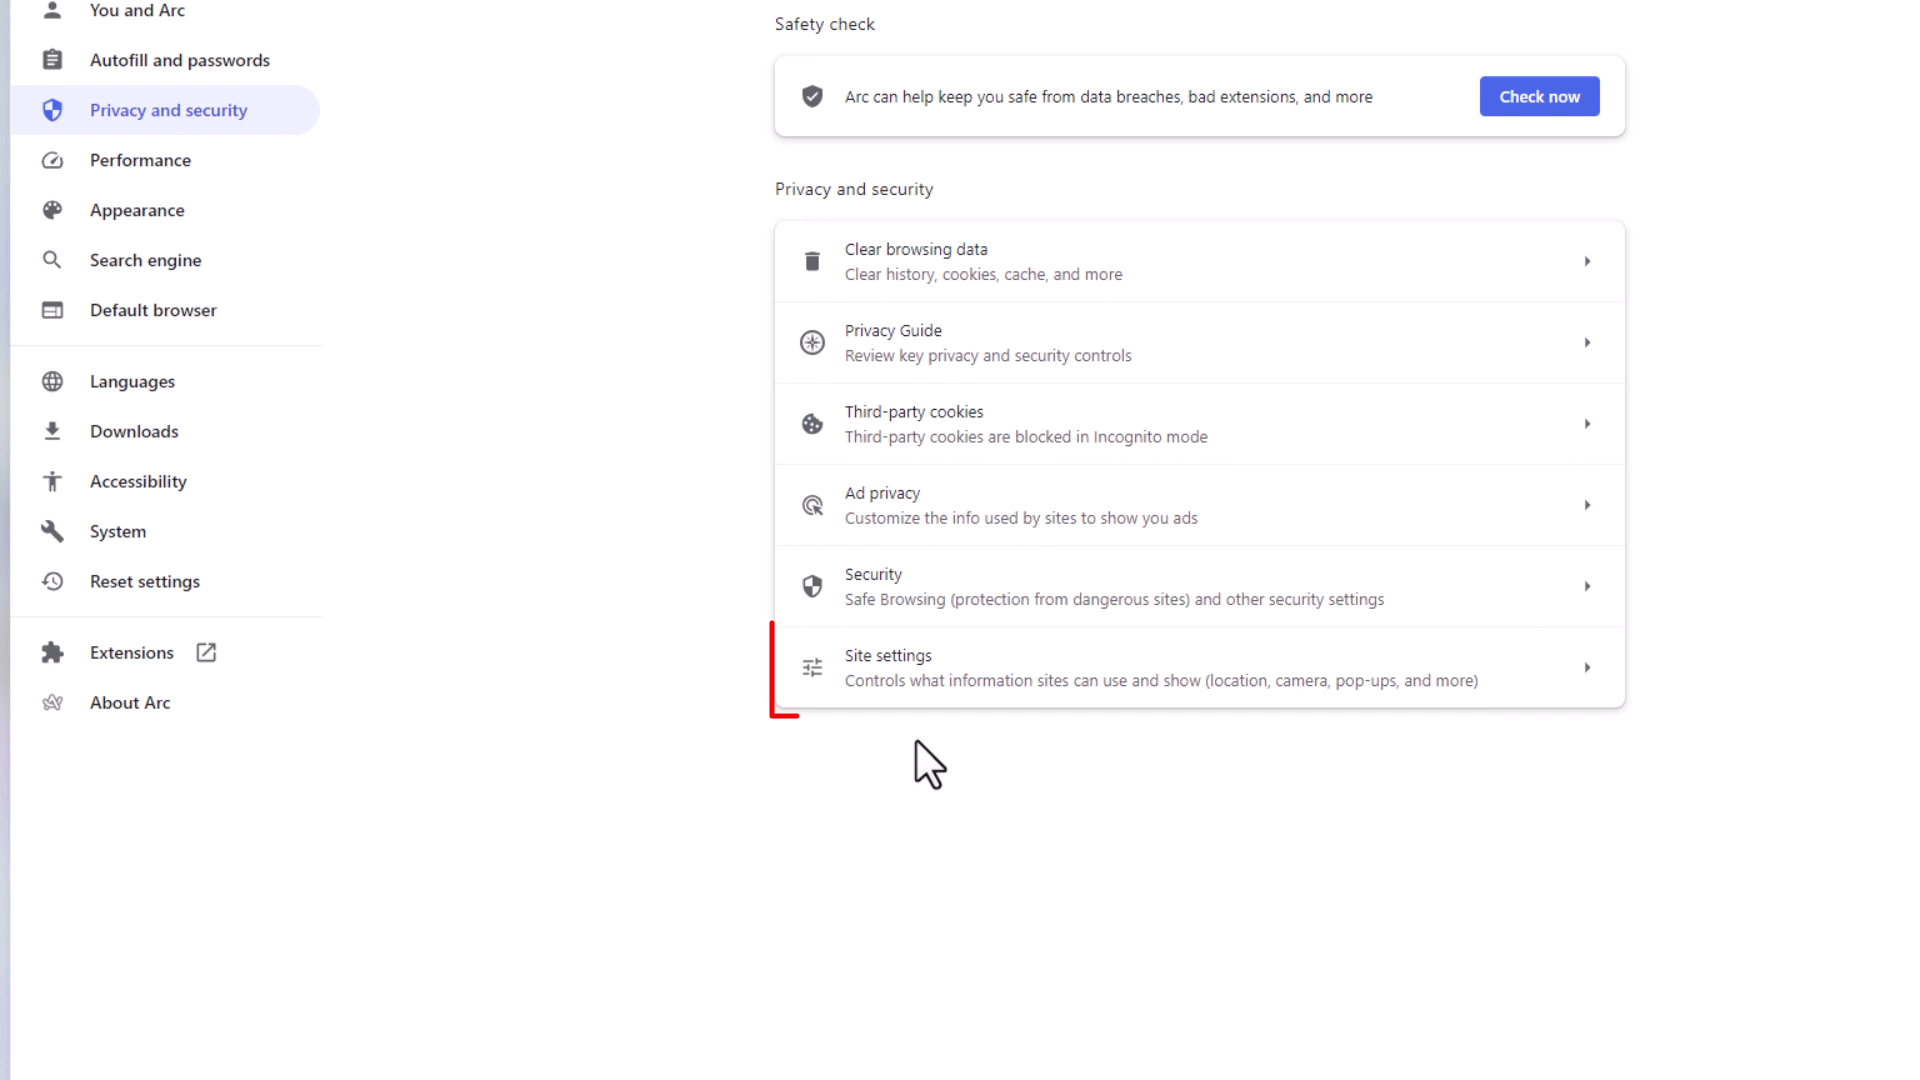 You and Arc
Autofill and passwords
Privacy and security
Performance
Appearance
Search engine
Default browser
Languages
Downloads
Accessibility
System
Reset settings
Extensions
About Arc
Safety check
Arc can help keep you safe from data breaches, bad extensions, and more
Check now
Privacy and security
Clear browsing data
Clear history, cookies, cache, and more
Privacy Guide
Review key privacy and security controls
Third-party cookies
Third-party cookies are blocked in Incognito mode
Ad privacy
Customize the info used by sites to show you ads
Security
Safe Browsing (protection from dangerous sites) and other security settings
Site settings
Controls what information sites can use and show (location, camera, pop-ups, and more)